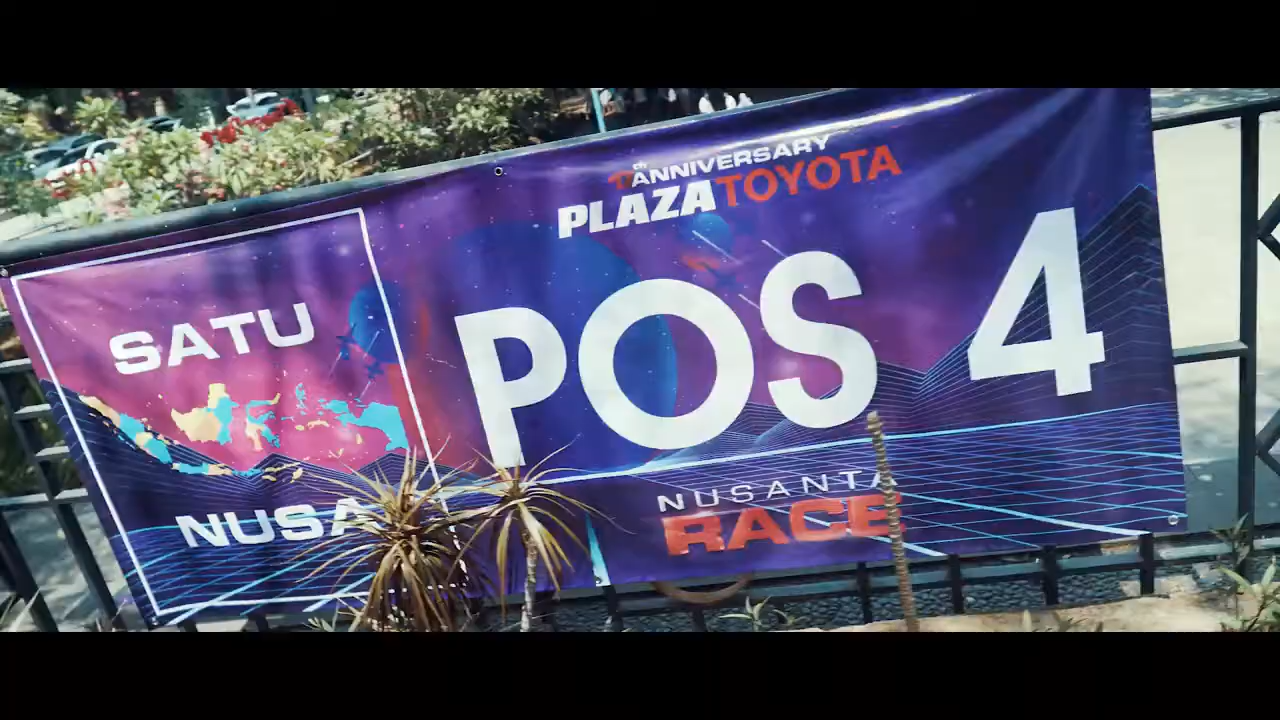 ANNIVERSARY
PLAZA TOYOTA
SATU
NUSA
POS 4
NUSANTA
RACE